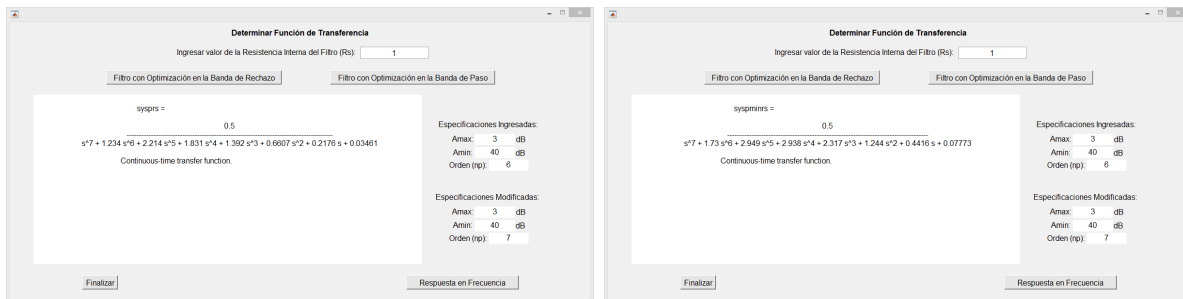 Determinar Función de Transferencia
Ingresar valor de la Resistencia Interna del Filtro (Rs): 1
Filtro con Optimización en la Banda de Rechazo Filtro con Optimización en la Banda de Paso
sysprs =
0.5
s^7 + 1.234 s^6 + 2.214 s^5 + 1.831 s^4 + 1.392 s^3 + 0.6607 s^2 + 0.2176 s + 0.03461
Continuous-time transfer function.
Especificaciones Ingresadas:
Amax: 3 dB
Amin: 40 dB
Orden (np): 6
Especificaciones Modificadas:
Amax: 3 dB
Amin: 40 dB
Orden (np): 7
Finalizar Respuesta en Frecuencia
Determinar Función de Transferencia
Ingresar valor de la Resistencia Interna del Filtro (Rs): 1
Filtro con Optimización en la Banda de Rechazo Filtro con Optimización en la Banda de Paso
syspminrs =
0.5
s^7 + 1.73 s^6 + 2.949 s^5 + 2.938 s^4 + 2.317 s^3 + 1.244 s^2 + 0.4416 s + 0.07773
Continuous-time transfer function.
Especificaciones Ingresadas:
Amax: 3 dB
Amin: 40 dB
Orden (np): 6
Especificaciones Modificadas:
Amax: 3 dB
Amin: 40 dB
Orden (np): 7
Finalizar Respuesta en Frecuencia